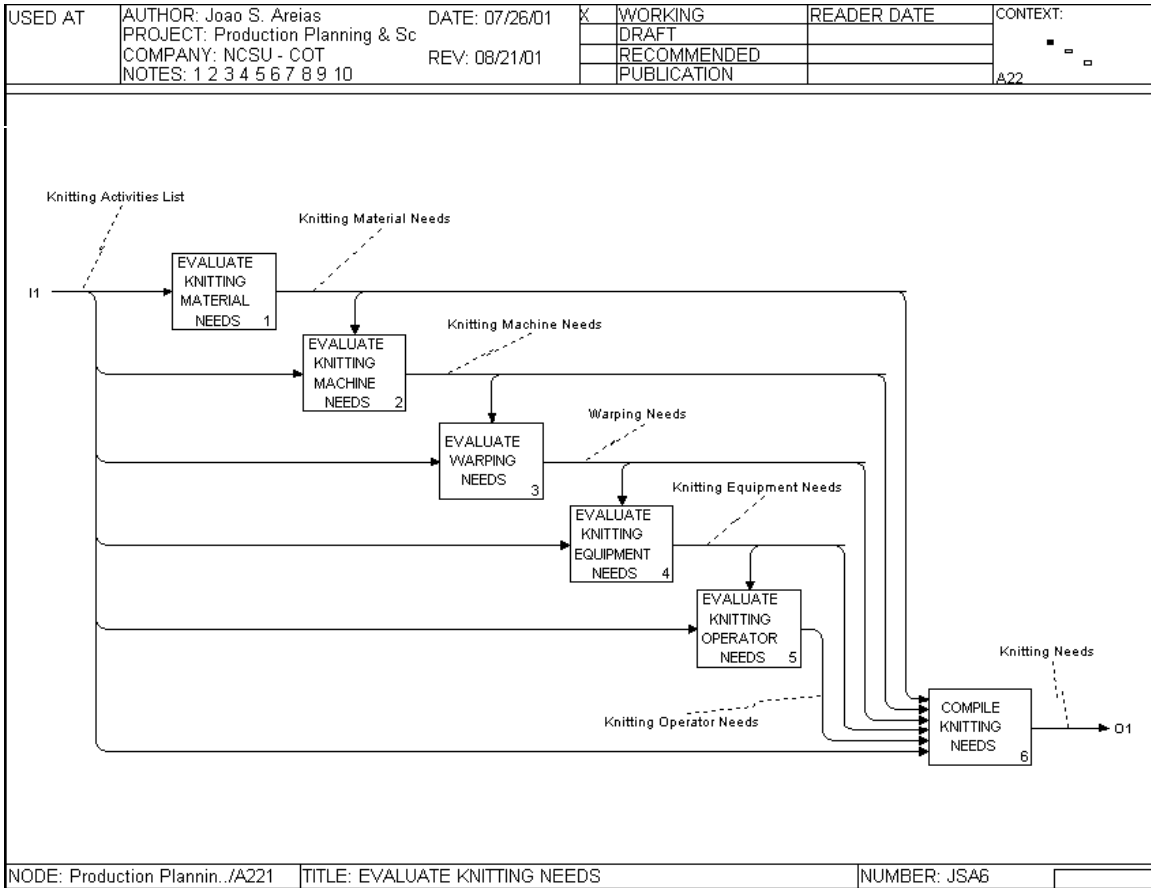 USED AT
AUTHOR: Joao S. Areias
DATE: 07/26/01
PROJECT: Production Planning & Sc
COMPANY: NCSU - COT
REV: 08/21/01
NOTES: 1 2 3 4 5 6 7 8 9 10
X WORKING
DRAFT
RECOMMENDED
PUBLICATION
READER DATE
CONTEXT:
A22
Knitting Activities List
Knitting Material Needs
I1
EVALUATE
KNITTING
MATERIAL
NEEDS 1
Knitting Machine Needs
EVALUATE
KNITTING
MACHINE
NEEDS 2
Warping Needs
EVALUATE
WARPING
NEEDS
3
Knitting Equipment Needs
EVALUATE
KNITTING
EQUIPMENT
NEEDS 4
EVALUATE
KNITTING
OPERATOR
NEEDS 5
Knitting Operator Needs
Knitting Needs
COMPILE
KNITTING
NEEDS
6
O1
NODE: Production Plannin../A221
TITLE: EVALUATE KNITTING NEEDS
NUMBER: JSA6